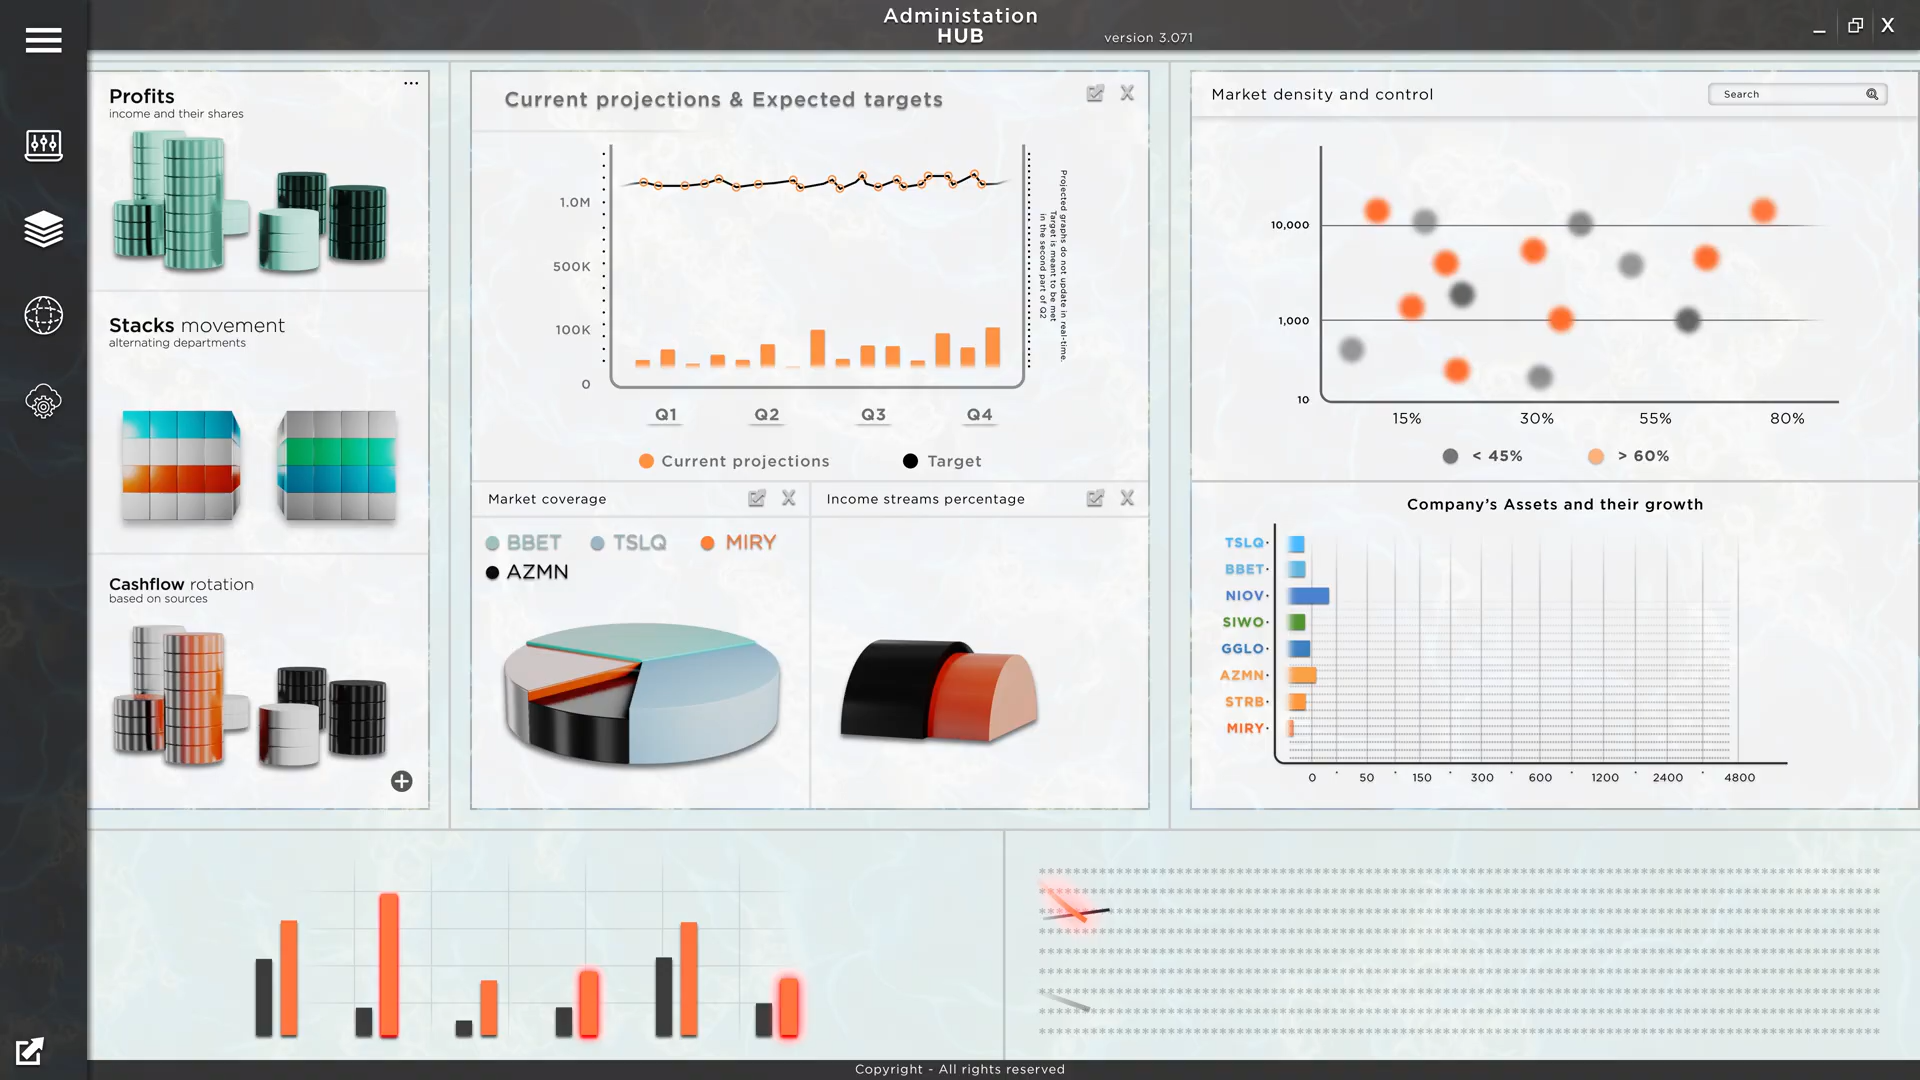 Administation
HUB
version 3.071
X
Profits
income and their shares
Stacks movement
alternating departments
Cashflow rotation
based on sources
Current projections & Expected targets
1.0M
500K
100K
0
Q1 Q2 Q3 Q4
Projected graphs do not update in real-time.
Target is meant to be met
in the second part of Q2
Current projections
Target
Market coverage
BBET TSLQ MIRY
AZMN
Income streams percentage
Market density and control
Search
10,000
1,000
10
15% 30% 55% 80%
< 45% > 60%
Company's Assets and their growth
TSLQ
BBET
NIOV
SIWO
GGLO
AZMN
STRB
MIRY
0 50 150 300 600 1200 2400 4800
Copyright - All rights reserved